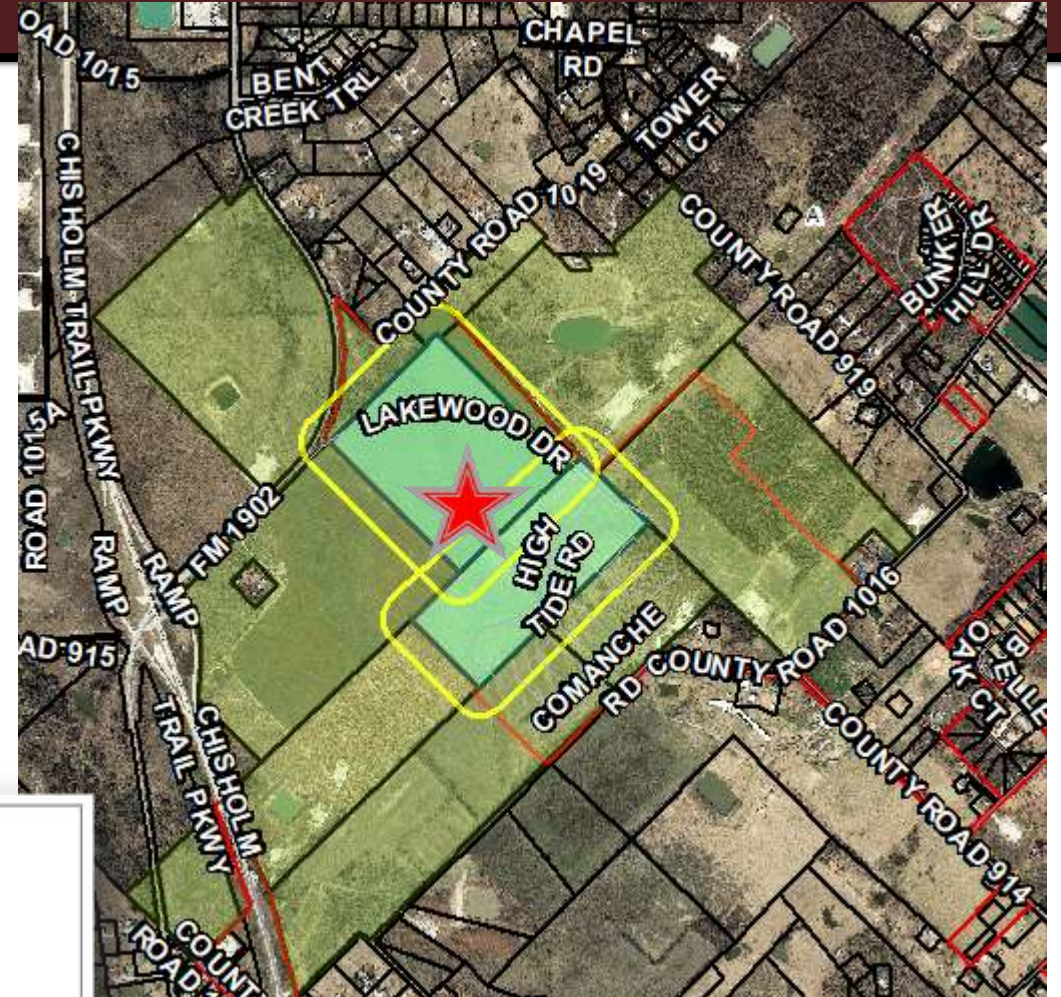 OAD 1015
BENT
CREEK TRL
CHAPEL
RD
TOWER
CT
CHISHOLM TRAIL PKWY
COUNTY ROAD 1019
COUNTY ROAD 919
A
BUNKER
HILL DR
LAKEWOOD DR
ROAD 1015A
FM 1902
HIGH
TIDE RD
RAMP
RAMP
AD 915
COMANCHE
RD
COUNTY ROAD 1016
OAK CT
BELLE
CHISHOLM
TRAIL PKWY
COUNTY ROAD 914
COUNT
ROAD